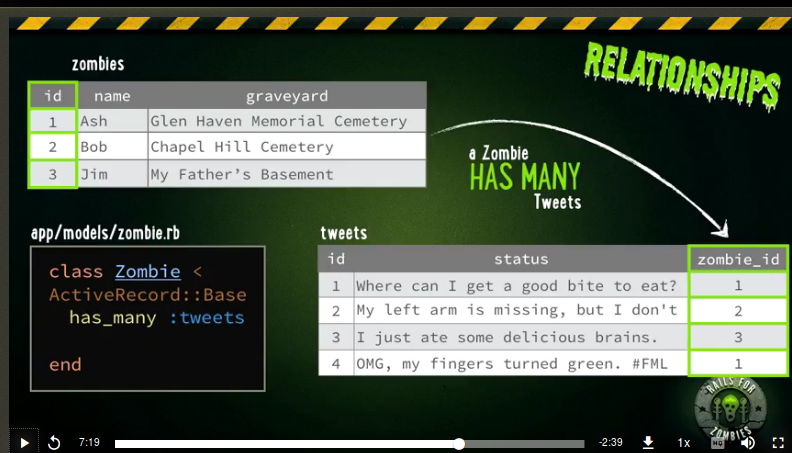 RELATIONSHIPS
zombies
id name graveyard
1 Ash Glen Haven Memorial Cemetery
2 Bob Chapel Hill Cemetery
3 Jim My Father's Basement
a Zombie
HAS MANY
Tweets
app/models/zombie.rb
class Zombie <
ActiveRecord::Base
has_many :tweets
end
tweets
id status zombie_id
1 Where can I get a good bite to eat? 1
2 My left arm is missing, but I don't 2
3 I just ate some delicious brains. 3
4 OMG, my fingers turned green. #FML 1
RAILS FOR
ZOMBIES
7:19 -2:39 1x HQ